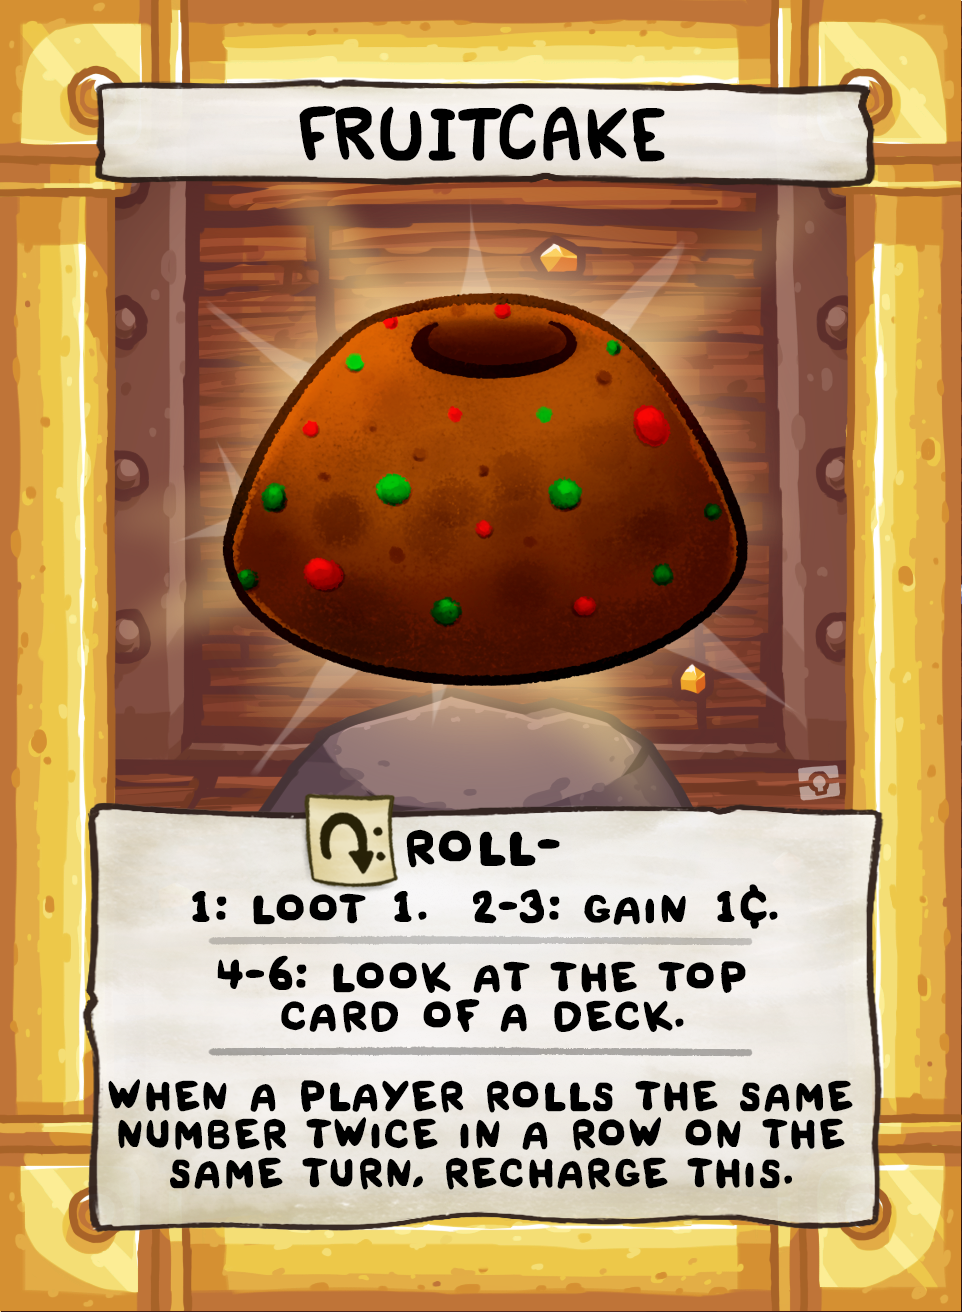 FRUITCAKE
ROLL-
1: LOOT 1. 2-3: GAIN 1¢.
4-6: LOOK AT THE TOP
CARD OF A DECK.
WHEN A PLAYER ROLLS THE SAME
NUMBER TWICE IN A ROW ON THE
SAME TURN, RECHARGE THIS.